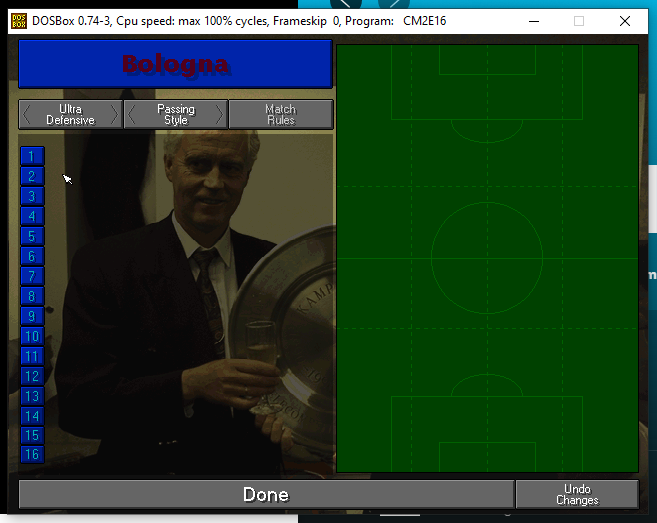 DOSBox 0.74-3, Cpu speed: max 100% cycles, Frameskip 0, Program: CM2E16
Bologna
Ultra
Defensive
Passing
Style
Match
Rules
1
2
3
4
5
6
7
8
9
10
11
12
13
14
15
16
Done
Undo
Changes